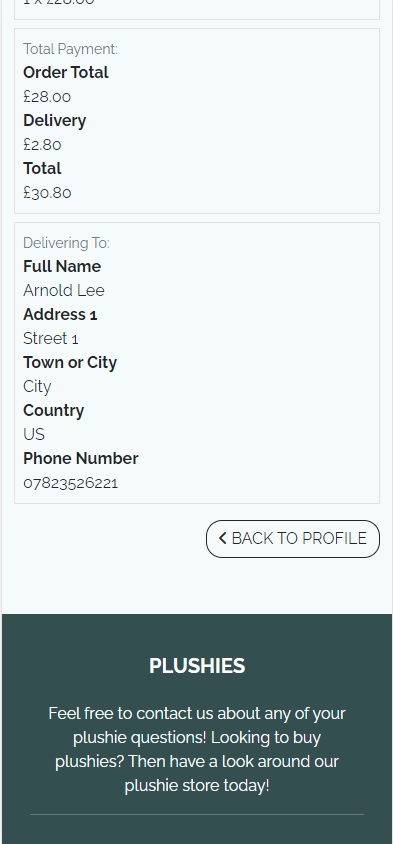 1 x £28.00
Total Payment:
Order Total
£28.00
Delivery
£2.80
Total
£30.80
Delivering To:
Full Name
Arnold Lee
Address 1
Street 1
Town or City
City
Country
US
Phone Number
07823526221
BACK TO PROFILE
PLUSHIES
Feel free to contact us about any of your
plushie questions! Looking to buy
plushies? Then have a look around our
plushie store today!